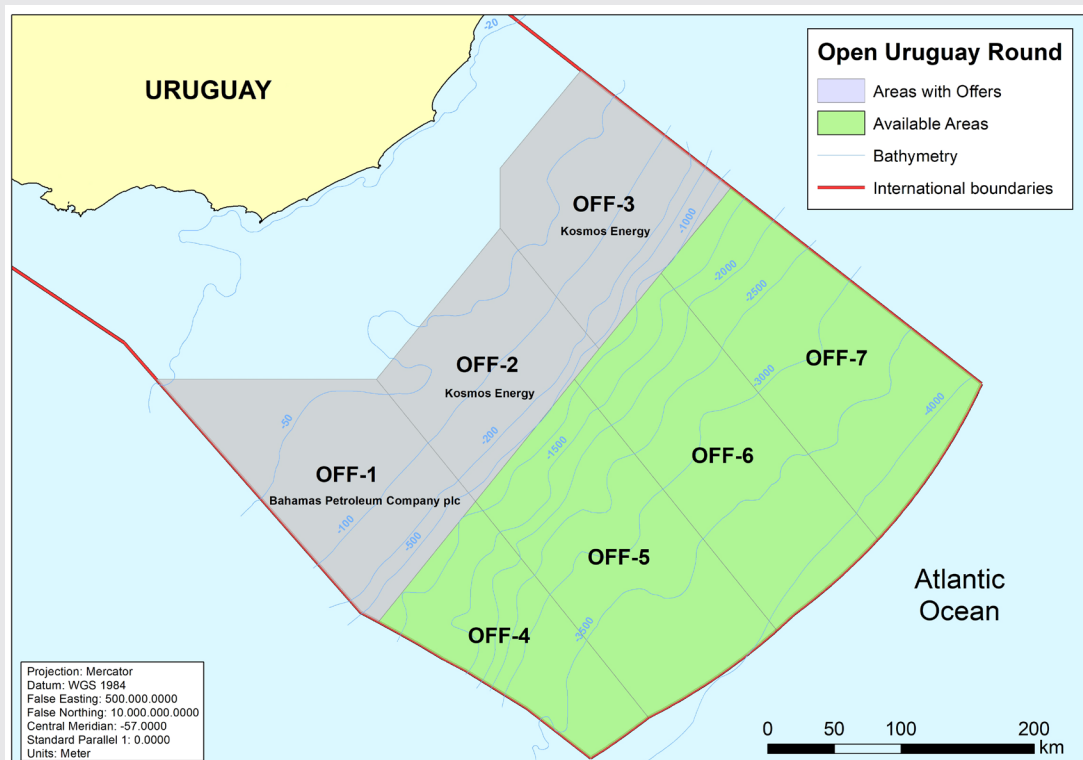 -20
URUGUAY
Open Uruguay Round
Areas with Offers
Available Areas
Bathymetry
International boundaries
OFF-3
Kosmos Energy
-1000
-2000
-2500
OFF-2
Kosmos Energy
OFF-7
-3000
-4000
-50
-200
-1500
OFF-6
OFF-1
Bahamas Petroleum Company plc
-100
-500
OFF-5
OFF-4
-3500
Atlantic
Ocean
Projection: Mercator
Datum: WGS 1984
False Easting: 500.000.0000
False Northing: 10.000.000.0000
Central Meridian: -57.0000
Standard Parallel 1: 0.0000
Units: Meter
0 50 100 200
km